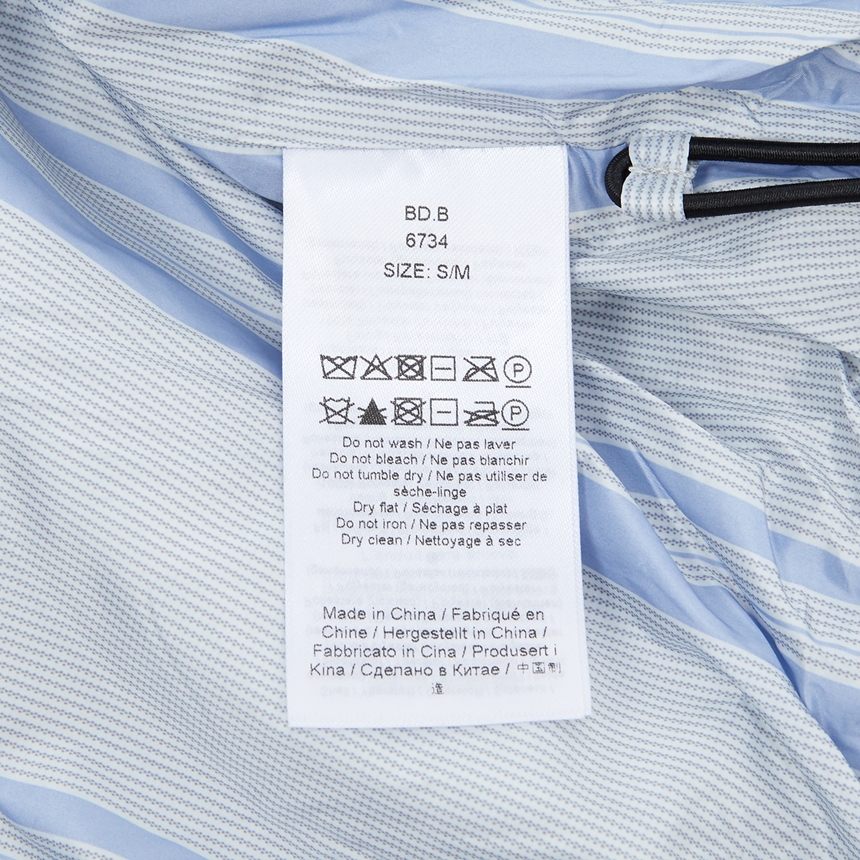 BD.B
6734
SIZE: S/M
P
P
Do not wash / Ne pas laver
Do not bleach / Ne pas blanchir
Do not tumble dry / Ne pas utiliser de
sèche-linge
Dry flat / Séchage à plat
Do not iron / Ne pas repasser
Dry clean / Nettoyage à sec
Made in China / Fabriqué en
Chine / Hergestellt in China /
Fabbricato in Cina / Produsert i
Kina / Сделано в Китае / 中国制
造